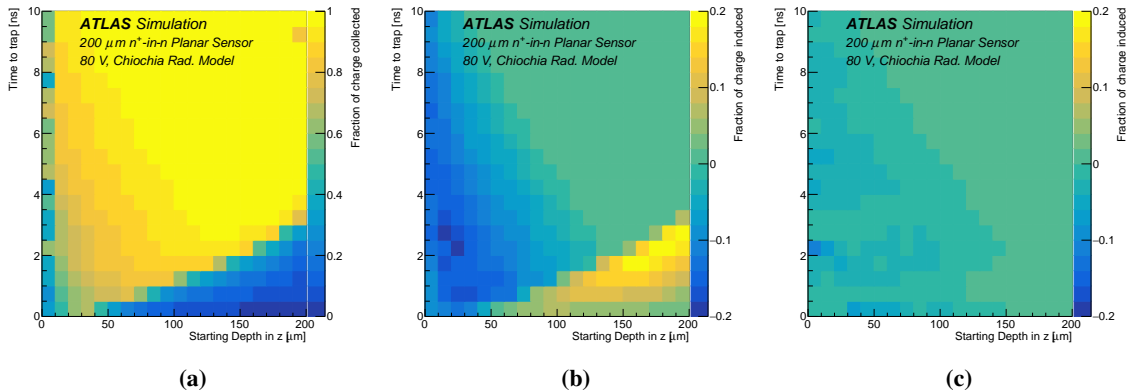 ATLAS Simulation
200 μm n⁺-in-n Planar Sensor
80 V, Chiochia Rad. Model
Time to trap [ns]
10
8
6
4
2
0
0 50 100 150 200
Starting Depth in z [μm]
1
0.8
0.6
0.4
0.2
0
Fraction of charge collected
(a)
ATLAS Simulation
200 μm n⁺-in-n Planar Sensor
80 V, Chiochia Rad. Model
Time to trap [ns]
10
8
6
4
2
0
0 50 100 150 200
Starting Depth in z [μm]
0.2
0.1
0
−0.1
−0.2
Fraction of charge induced
(b)
ATLAS Simulation
200 μm n⁺-in-n Planar Sensor
80 V, Chiochia Rad. Model
Time to trap [ns]
10
8
6
4
2
0
0 50 100 150 200
Starting Depth in z [μm]
0.2
0.1
0
−0.1
−0.2
Fraction of charge induced
(c)